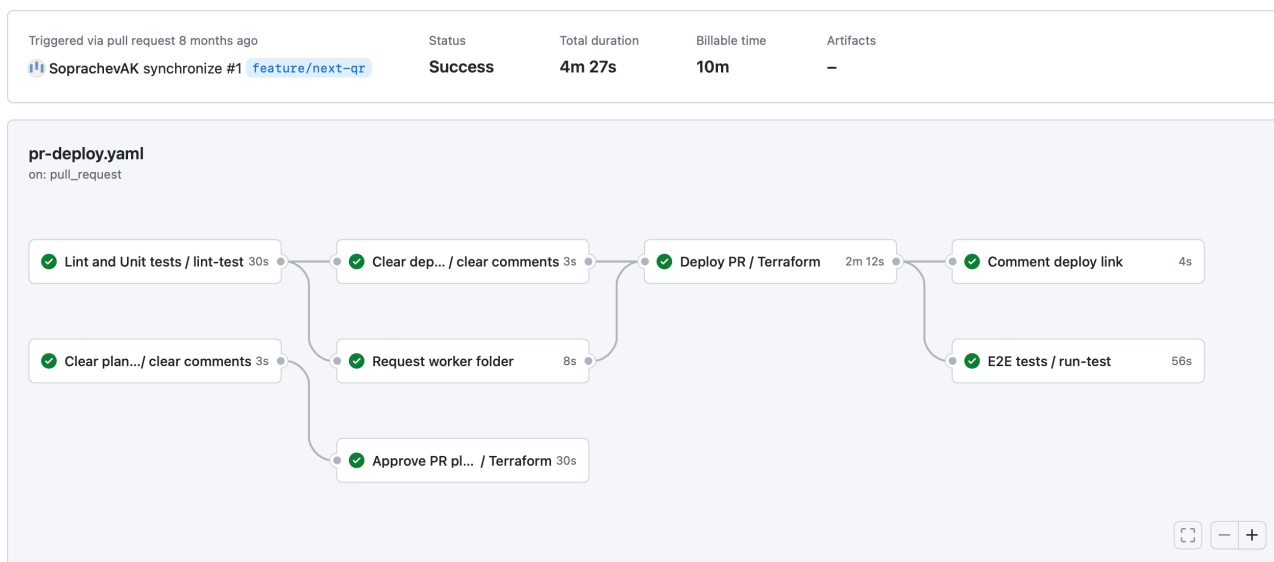 Triggered via pull request 8 months ago
SoprachevAK synchronize #1 feature/next-qr
Status
Success
Total duration
4m 27s
Billable time
10m
Artifacts
–
pr-deploy.yaml
on: pull_request
Lint and Unit tests / lint-test 30s
Clear dep... / clear comments 3s
Deploy PR / Terraform 2m 12s
Comment deploy link 4s
Clear plan.../ clear comments 3s
Request worker folder 8s
E2E tests / run-test 56s
Approve PR pl... / Terraform 30s